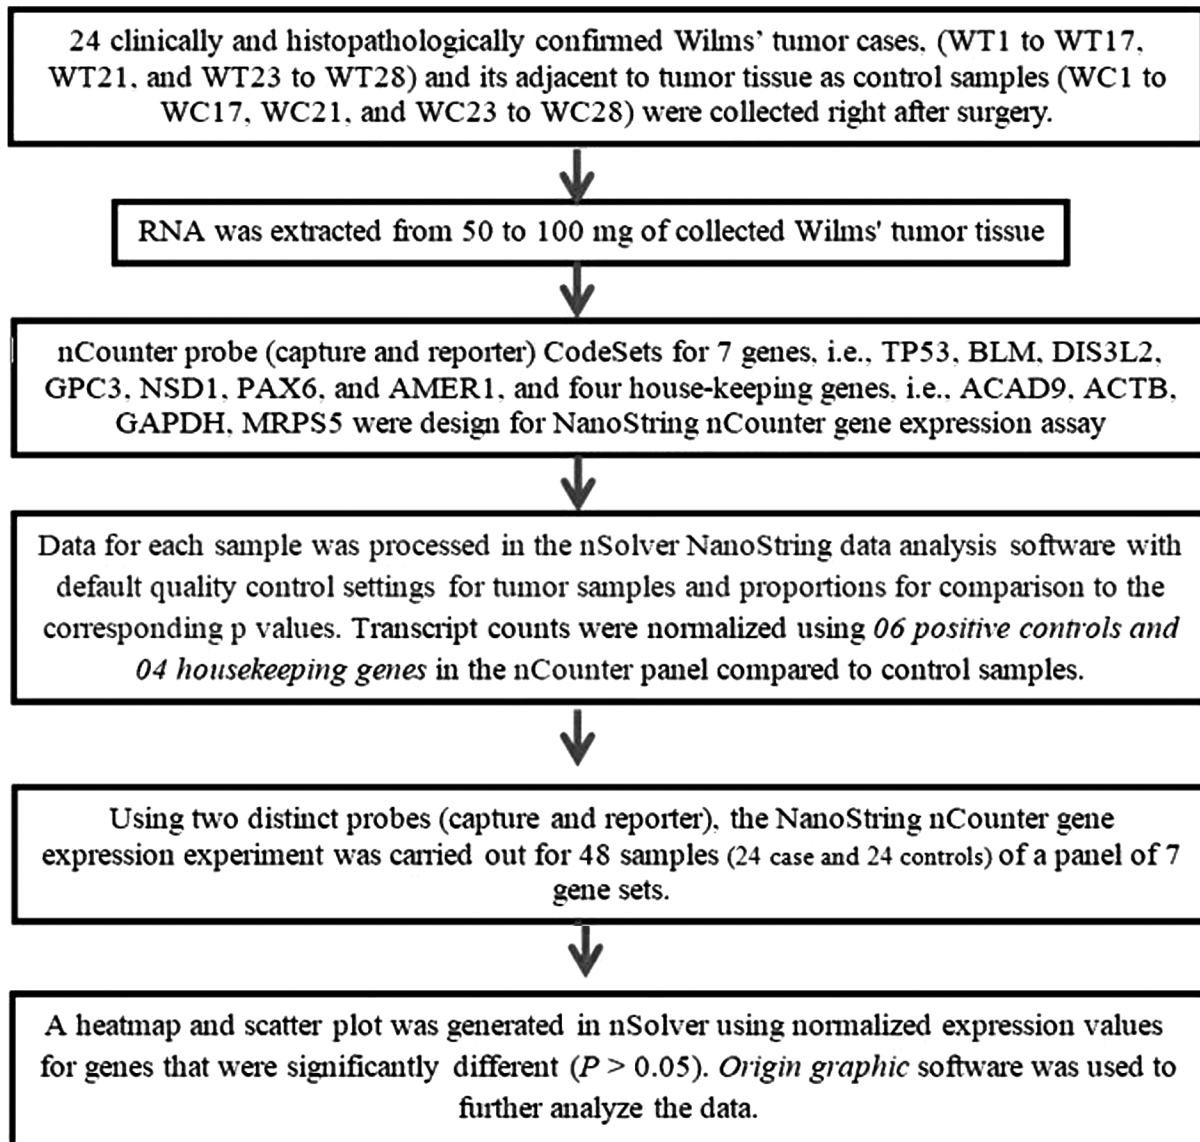 24 clinically and histopathologically confirmed Wilms' tumor cases, (WT1 to WT17,
WT21, and WT23 to WT28) and its adjacent to tumor tissue as control samples (WC1 to
WC17, WC21, and WC23 to WC28) were collected right after surgery.
RNA was extracted from 50 to 100 mg of collected Wilms' tumor tissue
nCounter probe (capture and reporter) CodeSets for 7 genes, i.e., TP53, BLM, DIS3L2,
GPC3, NSD1, PAX6, and AMER1, and four house-keeping genes, i.e., ACAD9, ACTB,
GAPDH, MRPS5 were design for NanoString nCounter gene expression assay
Data for each sample was processed in the nSolver NanoString data analysis software with
default quality control settings for tumor samples and proportions for comparison to the
corresponding p values. Transcript counts were normalized using 06 positive controls and
04 housekeeping genes in the nCounter panel compared to control samples.
Using two distinct probes (capture and reporter), the NanoString nCounter gene
expression experiment was carried out for 48 samples (24 case and 24 controls) of a panel of 7
gene sets.
A heatmap and scatter plot was generated in nSolver using normalized expression values
for genes that were significantly different (P > 0.05). Origin graphic software was used to
further analyze the data.